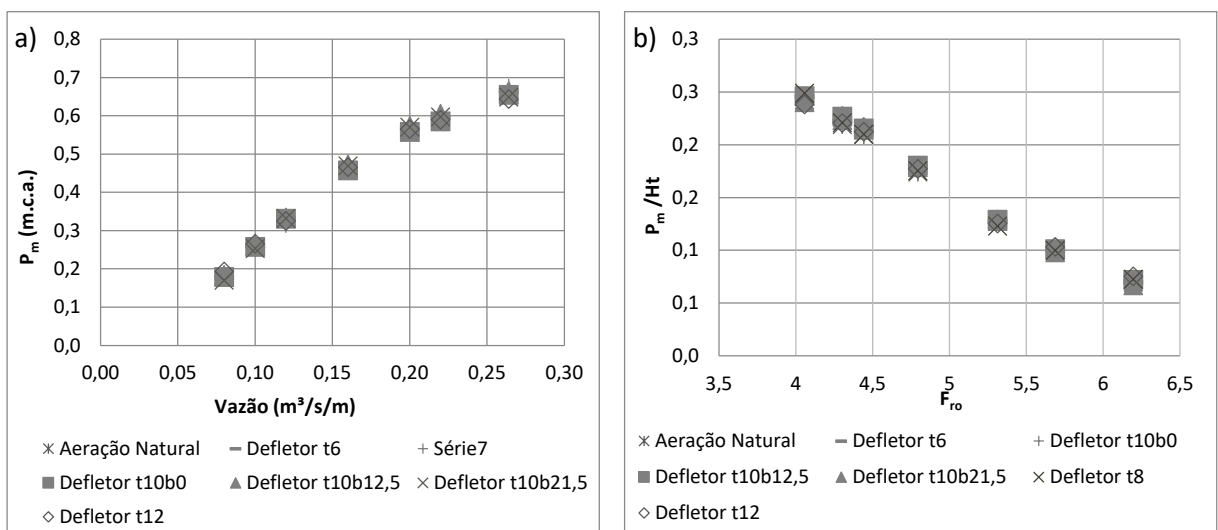 a)
0,8
0,7
0,6
0,5
0,4
0,3
0,2
0,1
0,0
P_m (m.c.a.)
0,00 0,05 0,10 0,15 0,20 0,25 0,30
Vazão (m³/s/m)
Aeração Natural Defletor t6 Série7
Defletor t10b0 Defletor t10b12,5 Defletor t10b21,5
Defletor t12
b)
0,3
0,3
0,2
0,2
0,1
0,1
0,0
P_m /Ht
3,5 4 4,5 5 5,5 6 6,5
F_ro
Aeração Natural Defletor t6 Defletor t10b0
Defletor t10b12,5 Defletor t10b21,5 Defletor t8
Defletor t12